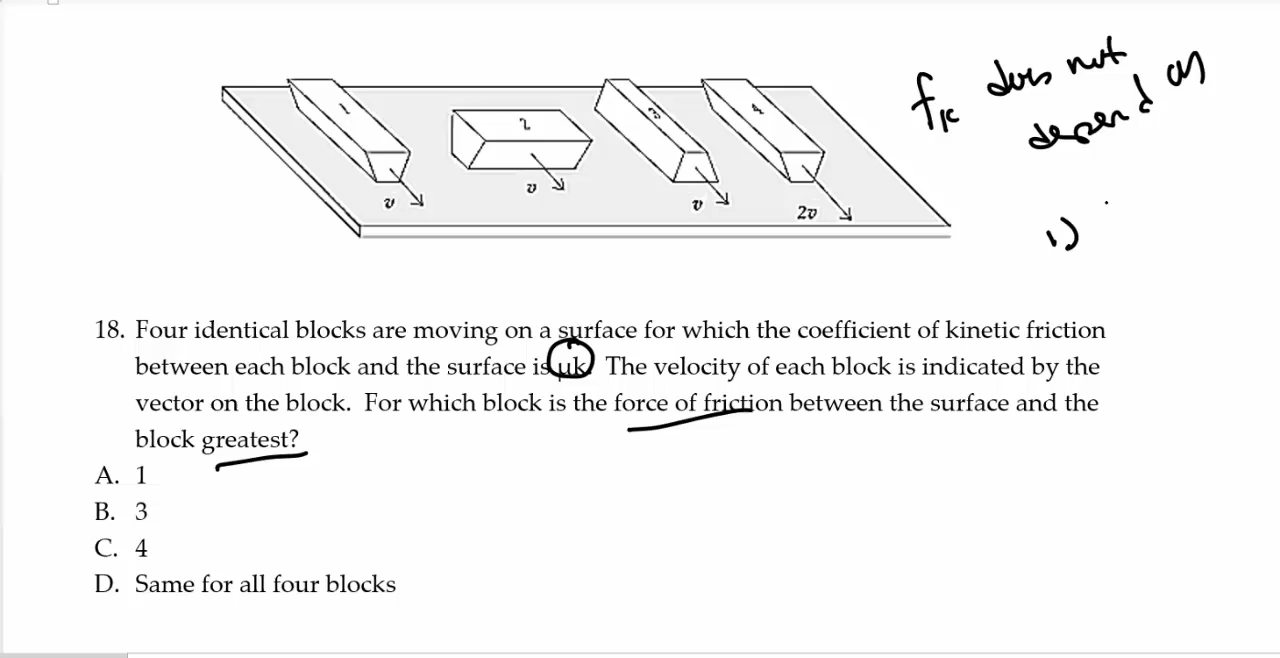 1
2
3
4
v
v
v
2v
fk does not
depend on
1)
18. Four identical blocks are moving on a surface for which the coefficient of kinetic friction
between each block and the surface is μk. The velocity of each block is indicated by the
vector on the block. For which block is the force of friction between the surface and the
block greatest?
A. 1
B. 3
C. 4
D. Same for all four blocks